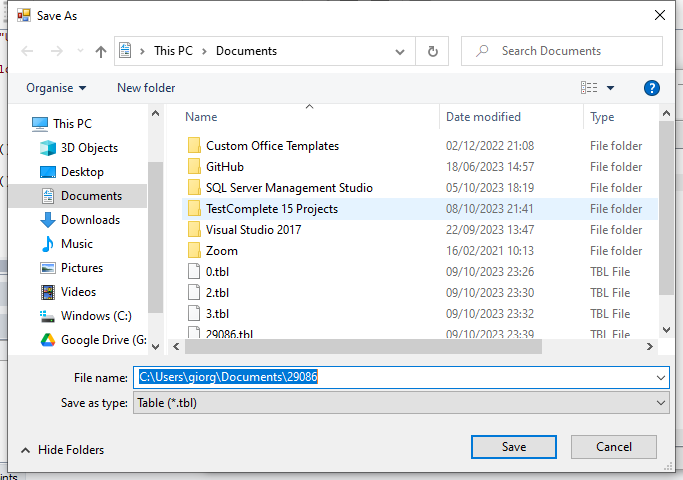 Save As
"U
This PC > Documents
Search Documents
Organise
New folder
Name
Date modified
Type
This PC
3D Objects
Desktop
Documents
Downloads
Music
Pictures
Videos
Windows (C:)
Google Drive (G:
Custom Office Templates 02/12/2022 21:08 File folder
GitHub 18/06/2023 14:57 File folder
SQL Server Management Studio 05/10/2023 18:19 File folder
TestComplete 15 Projects 08/10/2023 21:41 File folder
Visual Studio 2017 22/09/2023 13:47 File folder
Zoom 16/02/2021 10:13 File folder
0.tbl 09/10/2023 23:26 TBL File
2.tbl 09/10/2023 23:30 TBL File
3.tbl 09/10/2023 23:32 TBL File
29086.tbl 09/10/2023 23:39 TBL File
File name: C:\Users\giorg\Documents\29086
Save as type: Table (*.tbl)
Hide Folders
Save
Cancel
ints